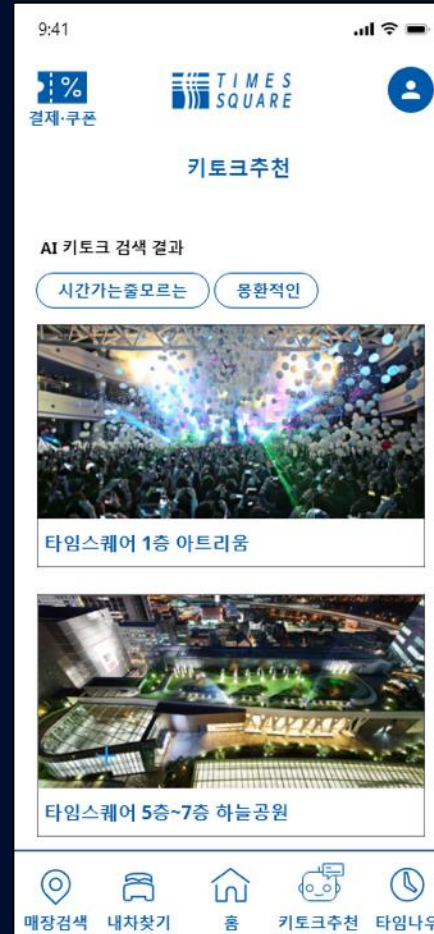 9:41
%
결제·쿠폰
TIMES
SQUARE
키토크추천
AI 키토크 검색 결과
시간가는줄모르는
몽환적인
타임스퀘어 1층 아트리움
타임스퀘어 5층~7층 하늘공원
매장검색 내차찾기 홈 키토크추천 타임나우